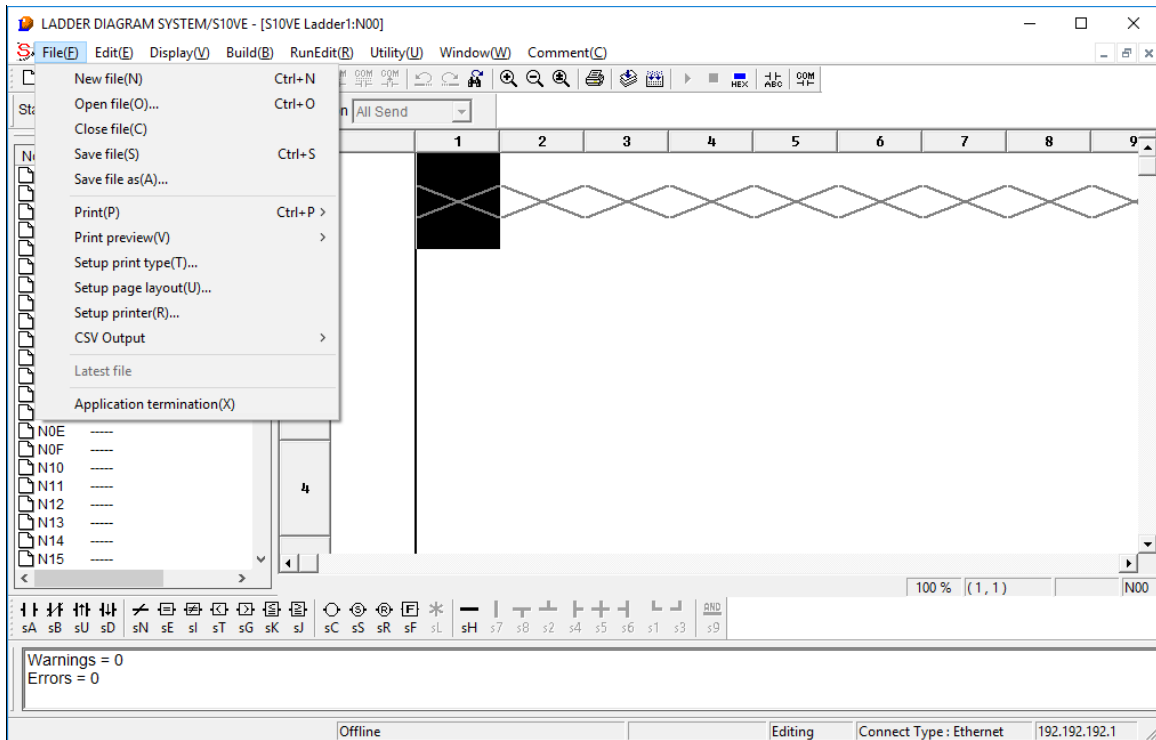 LADDER DIAGRAM SYSTEM/S10VE - [S10VE Ladder1:N00]
File(F) Edit(E) Display(V) Build(B) RunEdit(R) Utility(U) Window(W) Comment(C)
New file(N) Ctrl+N
Open file(O)... Ctrl+O
Close file(C)
Save file(S) Ctrl+S
Save file as(A)...
Print(P) Ctrl+P >
Print preview(V) >
Setup print type(T)...
Setup page layout(U)...
Setup printer(R)...
CSV Output >
Latest file
Application termination(X)
All Send
1 2 3 4 5 6 7 8 9
N0E -----
N0F -----
N10 -----
N11 -----
N12 -----
N13 -----
N14 -----
N15 -----
4
100 % (1,1) N00
sA sB sU sD sN sE sI sT sG sK sJ sC sS sR sF sL sH s7 s8 s2 s4 s5 s6 s1 s3 s9
Warnings = 0
Errors = 0
Offline Editing Connect Type : Ethernet 192.192.192.1